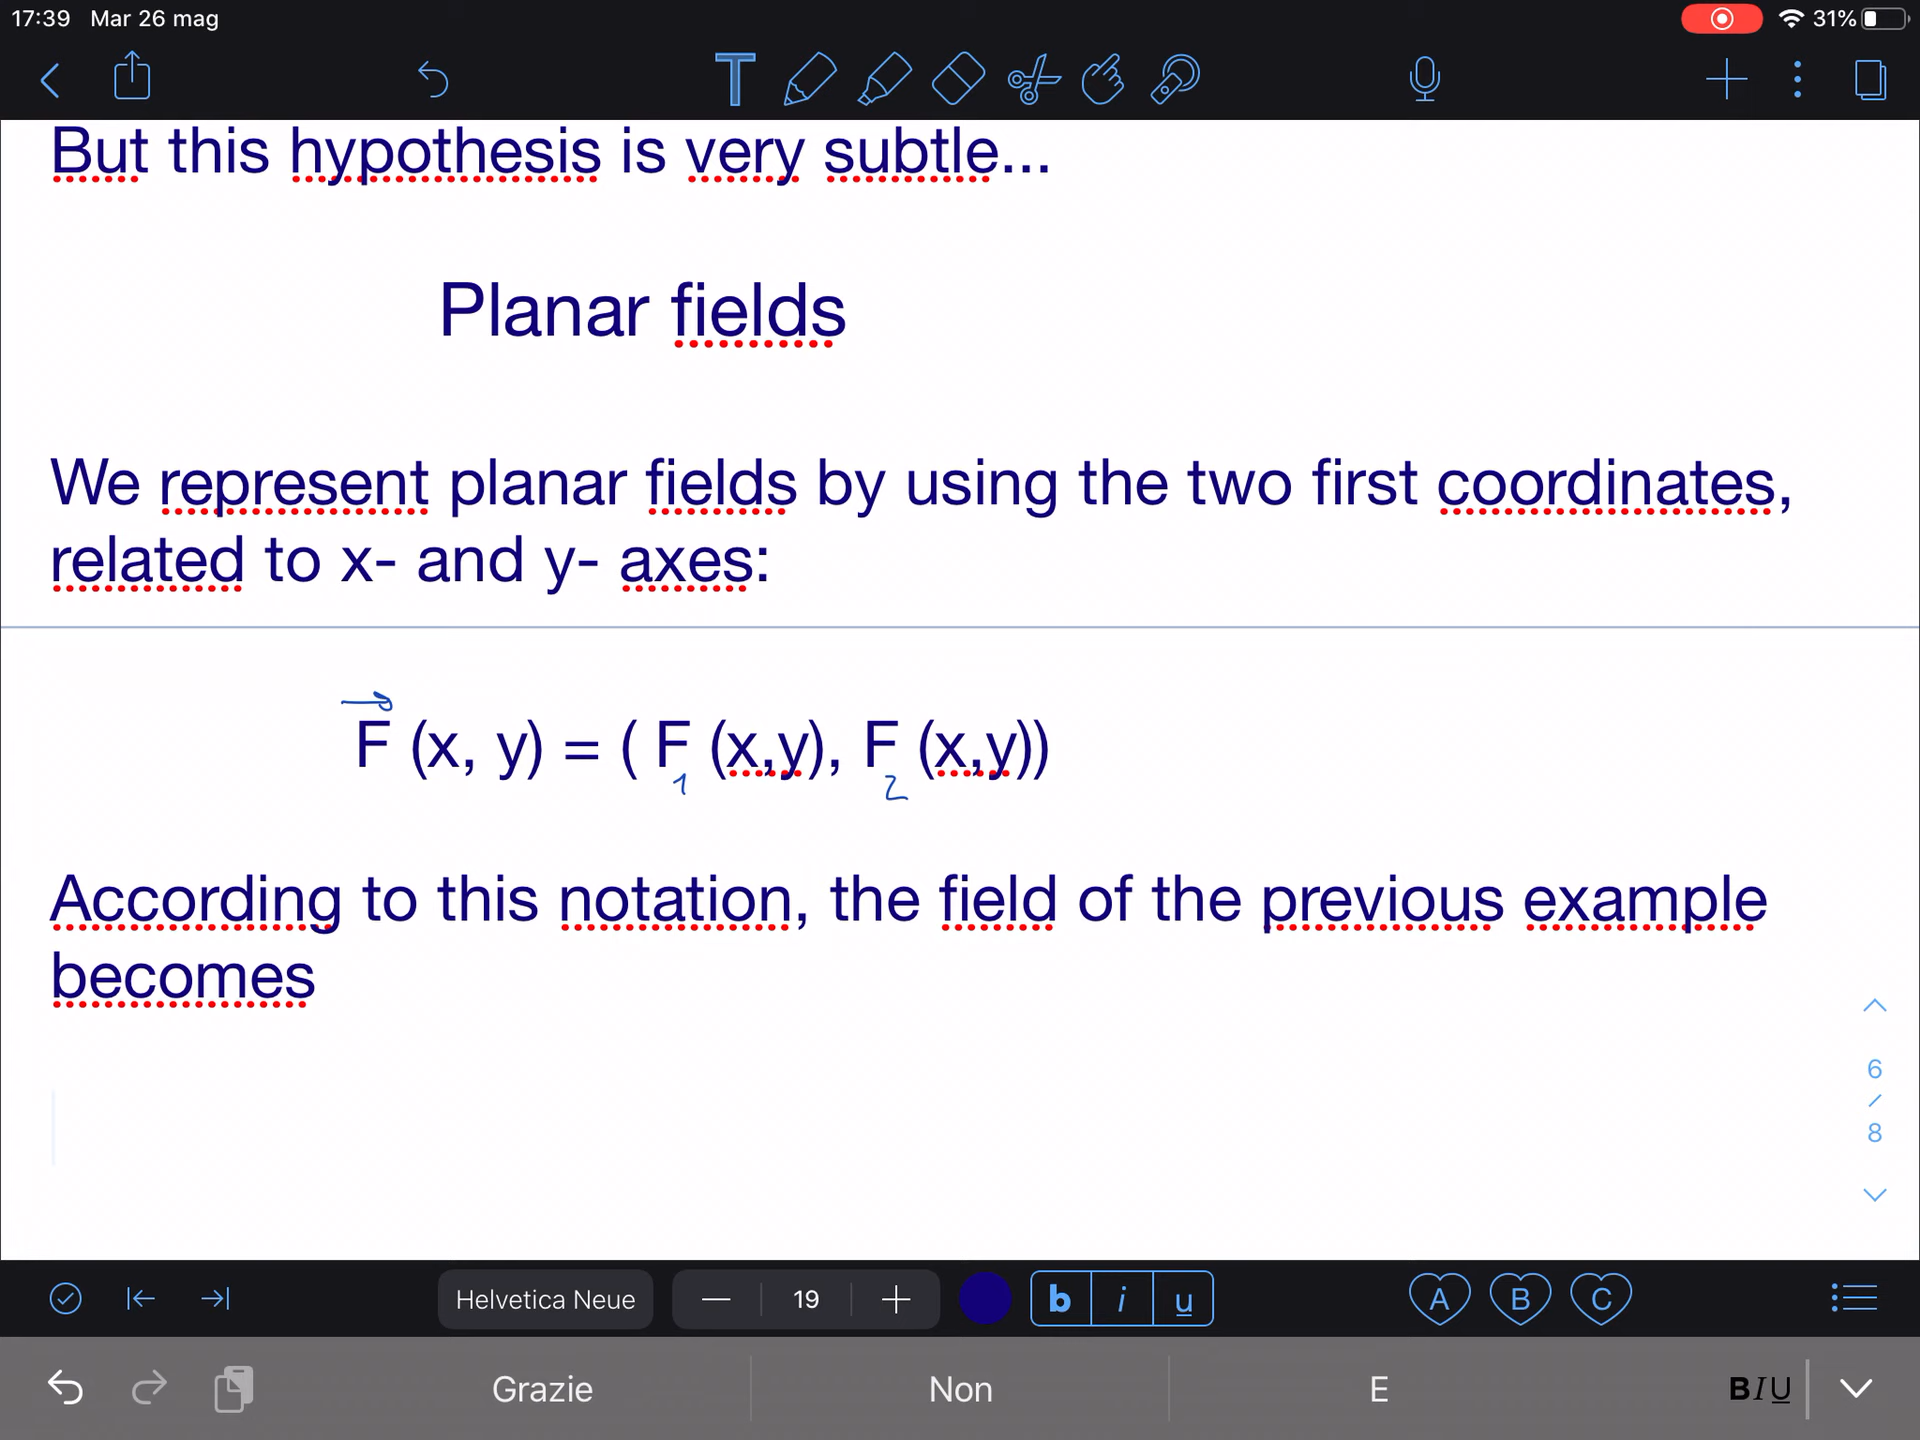 17:39 Mar 26 mag 31%
T
But this hypothesis is very subtle...
Planar fields
We represent planar fields by using the two first coordinates,
related to x- and y- axes:
F (x, y) = ( F (x,y), F (x,y))
1 2
According to this notation, the field of the previous example
becomes
6
/
8
Helvetica Neue — 19 + b i u A B C
Grazie Non E BIU